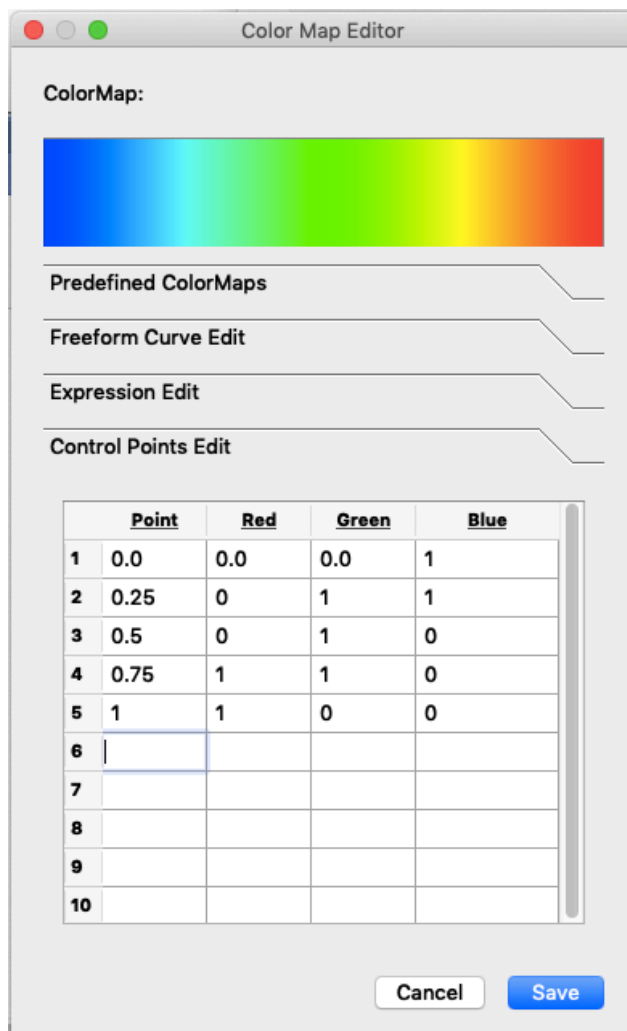 Color Map Editor
ColorMap:
Predefined ColorMaps
Freeform Curve Edit
Expression Edit
Control Points Edit
Point Red Green Blue
1 0.0 0.0 0.0 1
2 0.25 0 1 1
3 0.5 0 1 0
4 0.75 1 1 0
5 1 1 0 0
6
7
8
9
10
Cancel Save